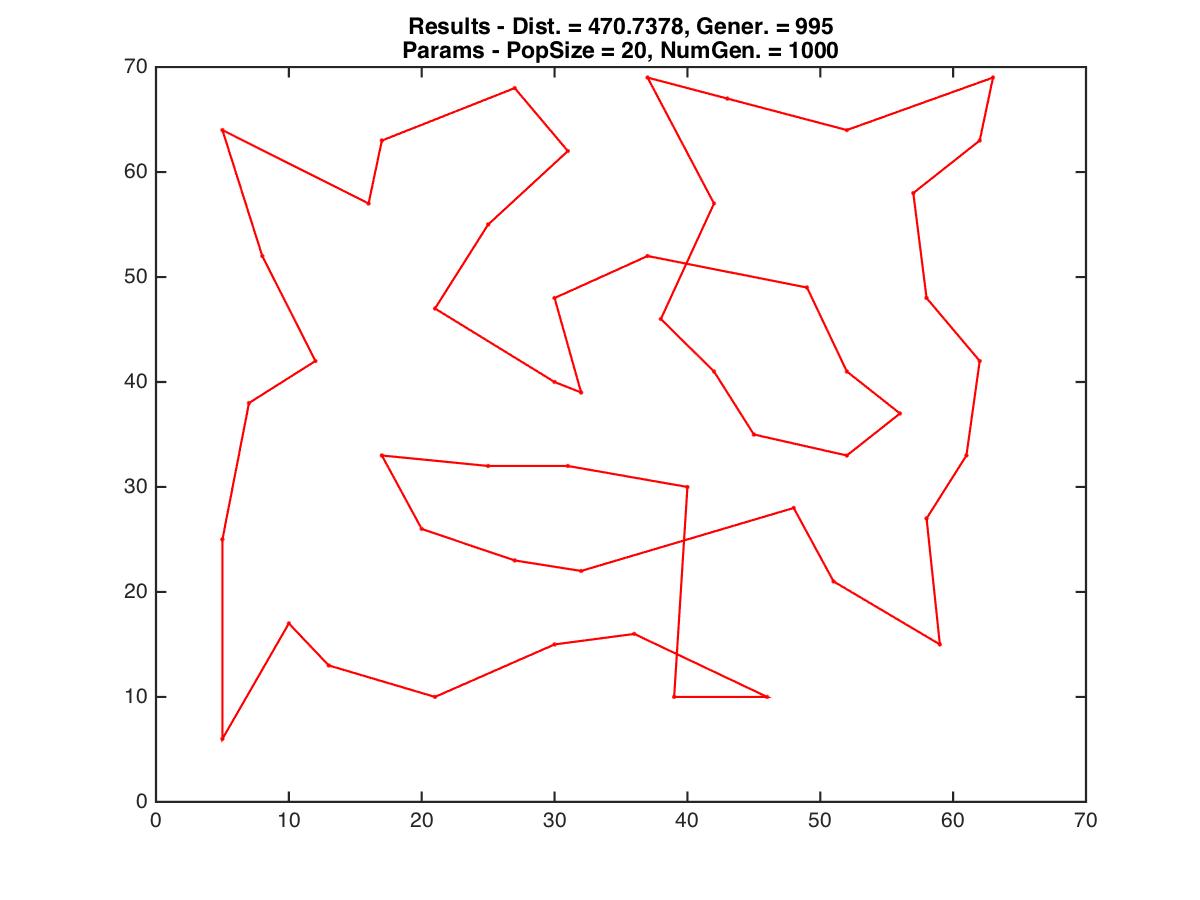 Results - Dist. = 470.7378, Gener. = 995
Params - PopSize = 20, NumGen. = 1000
70
60
50
40
30
20
10
0
0 10 20 30 40 50 60 70